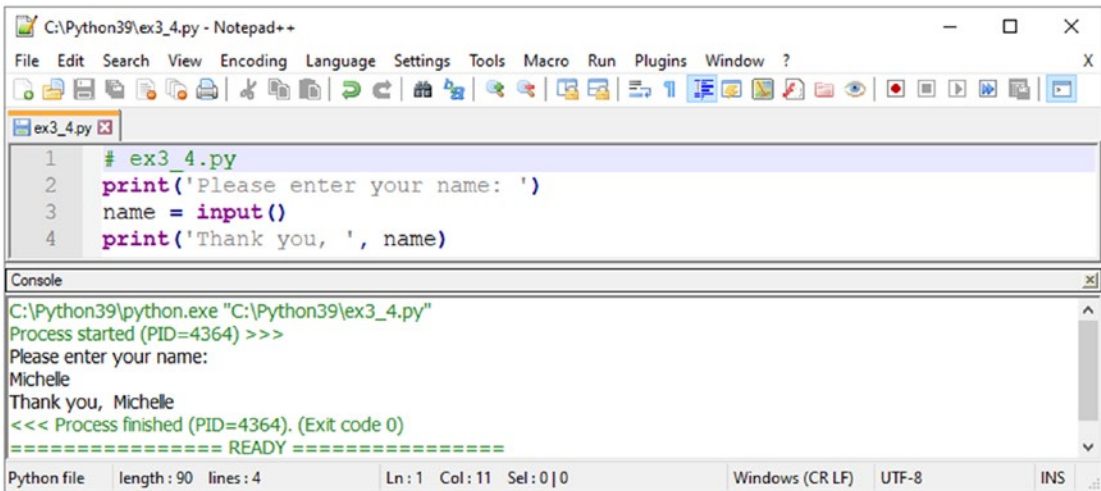 C:\Python39\ex3_4.py - Notepad++
File Edit Search View Encoding Language Settings Tools Macro Run Plugins Window ? X
ex3_4.py
1 # ex3_4.py
2 print('Please enter your name: ')
3 name = input()
4 print('Thank you, ', name)
Console
C:\Python39\python.exe "C:\Python39\ex3_4.py"
Process started (PID=4364) >>>
Please enter your name:
Michelle
Thank you,  Michelle
<<< Process finished (PID=4364). (Exit code 0)
================ READY ================
Python file length : 90 lines : 4 Ln : 1 Col : 11 Sel : 0 | 0 Windows (CR LF) UTF-8 INS